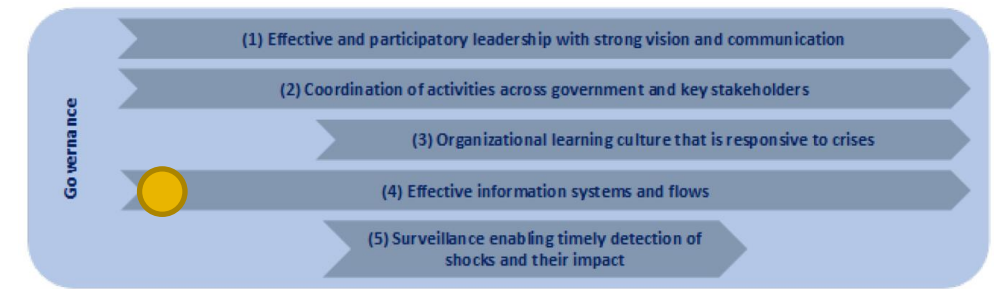 Governance
(1) Effective and participatory leadership with strong vision and communication
(2) Coordination of activities across government and key stakeholders
(3) Organizational learning culture that is responsive to crises
(4) Effective information systems and flows
(5) Surveillance enabling timely detection of
shocks and their impact